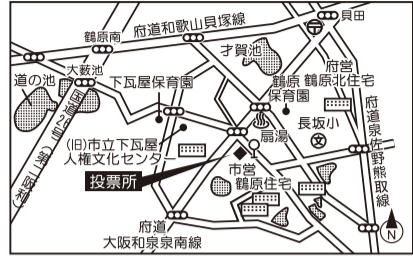 貝田
府道和歌山貝塚線
鶴原南
才賀池
大薮池
道の池
下瓦屋保育園
鶴原
保育園
府営
鶴原北住宅
国道26号(第二阪和)
扇湯
長坂小
文
(旧)市立下瓦屋
人権文化センター
府道泉佐野熊取線
投票所
市営
鶴原住宅
府道
大阪和泉泉南線
N